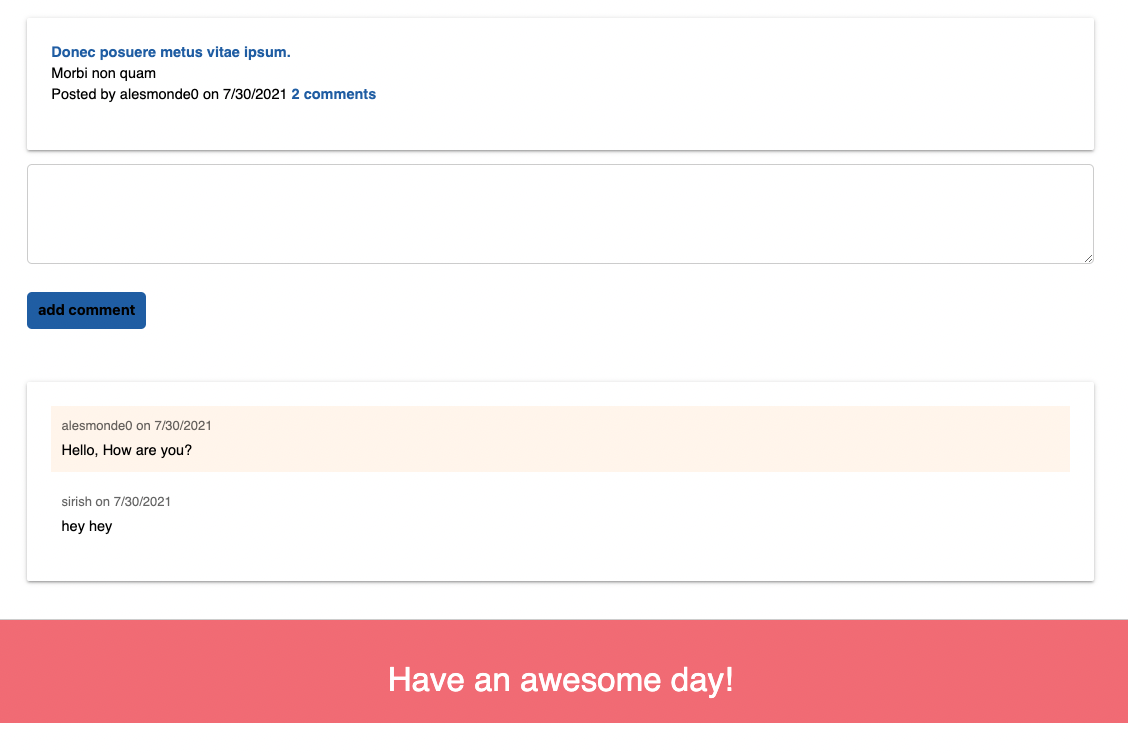 Donec posuere metus vitae ipsum.
Morbi non quam
Posted by alesmonde0 on 7/30/2021 2 comments
add comment
alesmonde0 on 7/30/2021
Hello, How are you?
sirish on 7/30/2021
hey hey
Have an awesome day!